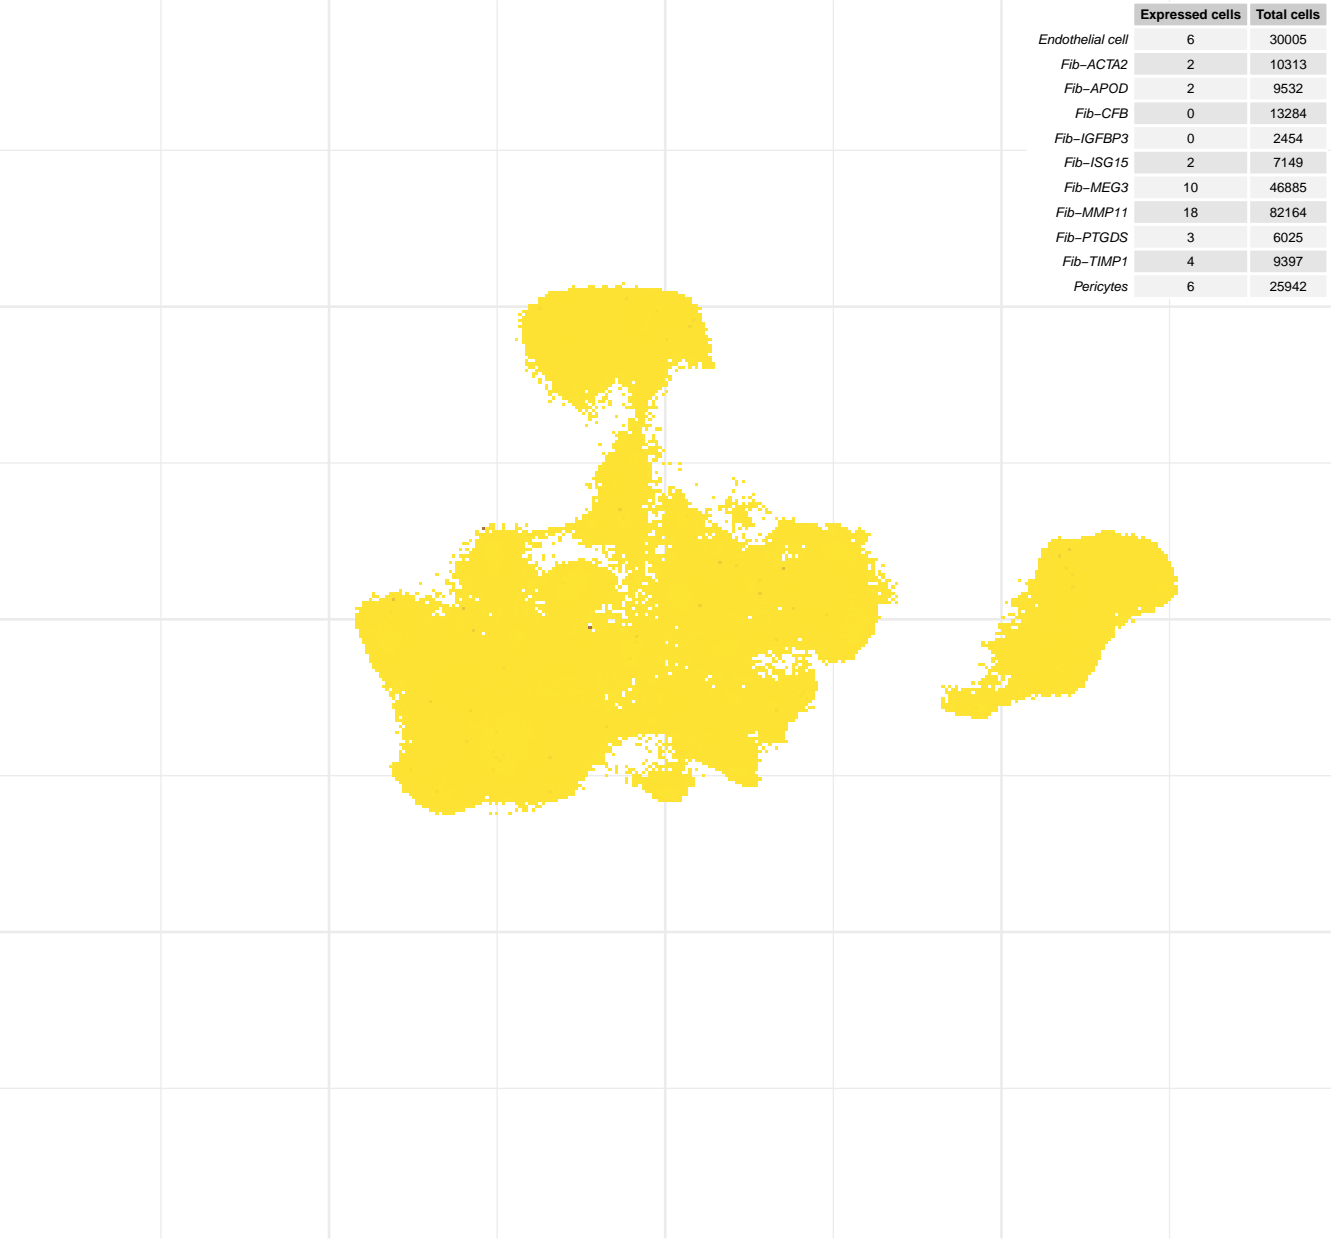 Expressed cells Total cells
Endothelial cell 6 30005
Fib−ACTA2 2 10313
Fib−APOD 2 9532
Fib−CFB 0 13284
Fib−IGFBP3 0 2454
Fib−ISG15 2 7149
Fib−MEG3 10 46885
Fib−MMP11 18 82164
Fib−PTGDS 3 6025
Fib−TIMP1 4 9397
Pericytes 6 25942